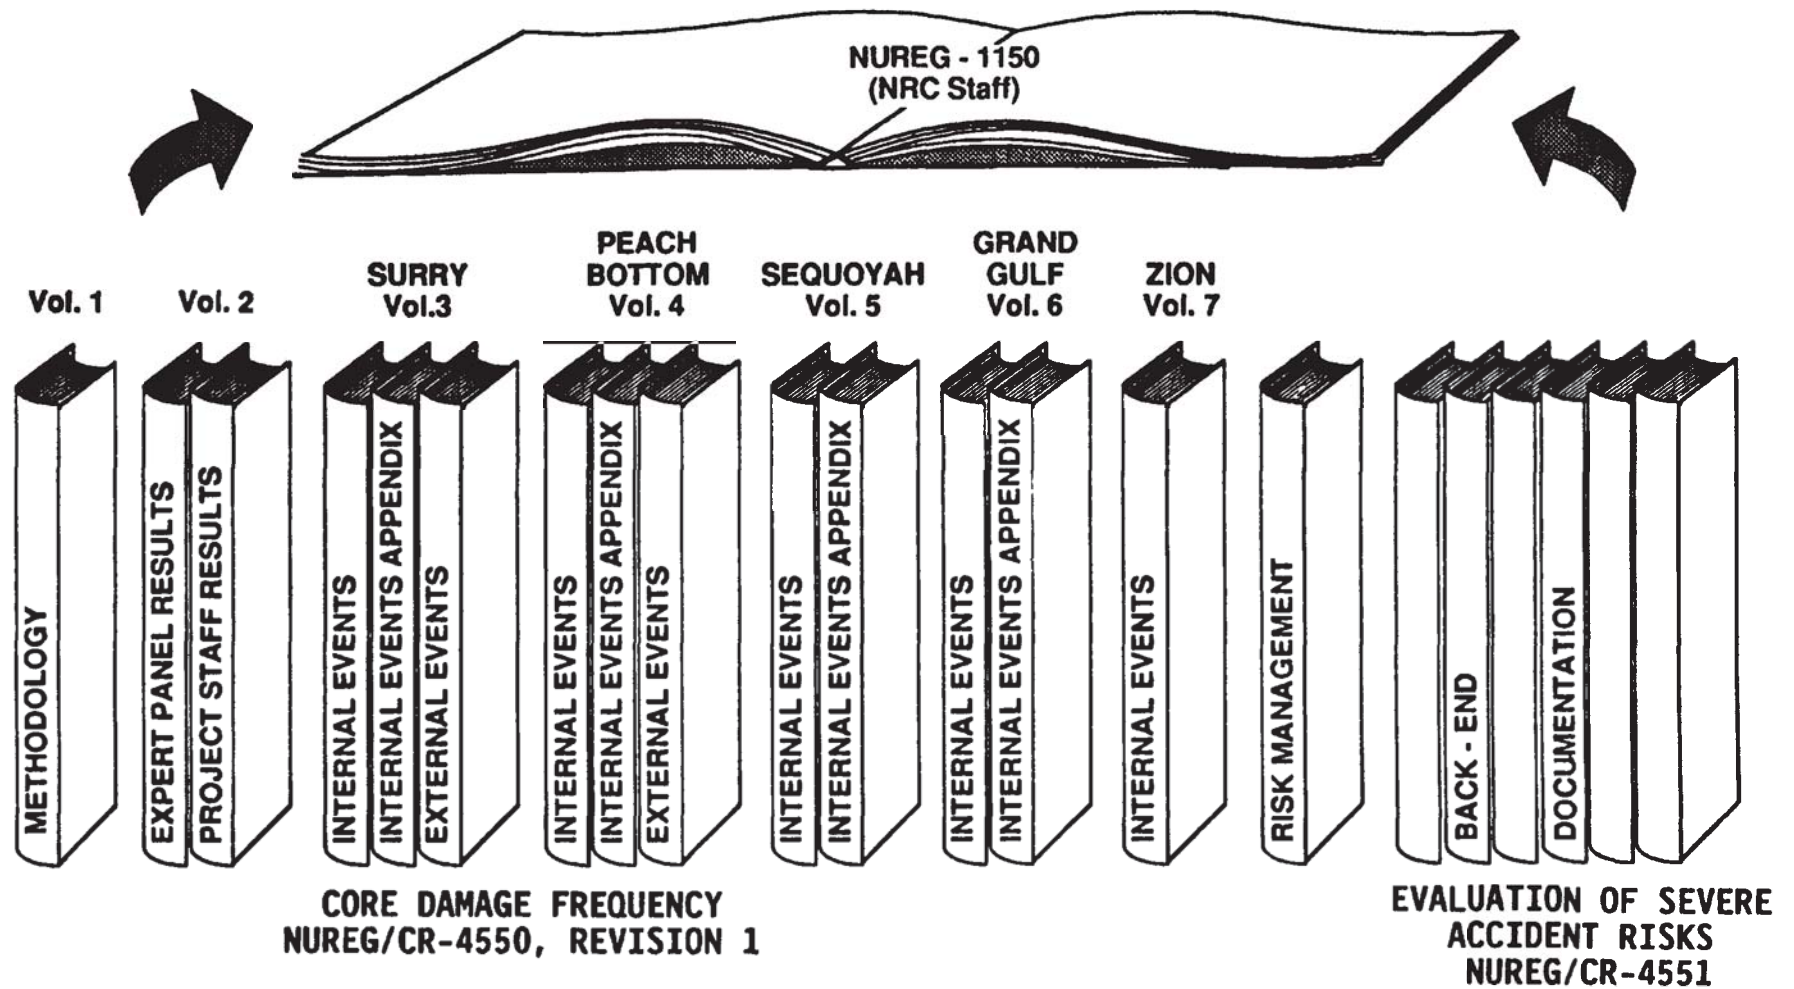 NUREG - 1150
(NRC Staff)
Vol. 1
Vol. 2
SURRY
Vol.3
PEACH
BOTTOM
Vol. 4
SEQUOYAH
Vol. 5
GRAND
GULF
Vol. 6
ZION
Vol. 7
METHODOLOGY
EXPERT PANEL RESULTS
PROJECT STAFF RESULTS
INTERNAL EVENTS
INTERNAL EVENTS APPENDIX
EXTERNAL EVENTS
INTERNAL EVENTS
INTERNAL EVENTS APPENDIX
EXTERNAL EVENTS
INTERNAL EVENTS
INTERNAL EVENTS APPENDIX
INTERNAL EVENTS
INTERNAL EVENTS APPENDIX
INTERNAL EVENTS
RISK MANAGEMENT
BACK - END
DOCUMENTATION
CORE DAMAGE FREQUENCY
NUREG/CR-4550, REVISION 1
EVALUATION OF SEVERE
ACCIDENT RISKS
NUREG/CR-4551